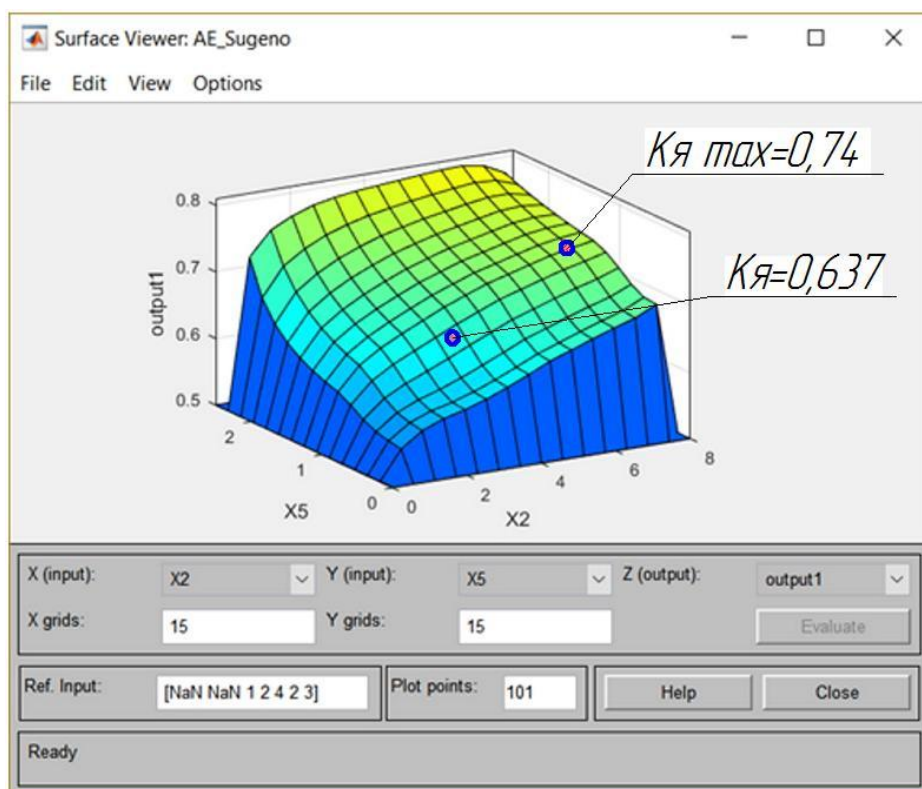 Surface Viewer: AE_Sugeno
File Edit View Options
Kя max=0,74
Kя=0,637
0.8
0.7
0.6
0.5
output1
2
1
0
X5
0
2
4
6
8
X2
X (input): X2 Y (input): X5 Z (output): output1
X grids: 15 Y grids: 15 Evaluate
Ref. Input: [NaN NaN 1 2 4 2 3] Plot points: 101 Help Close
Ready